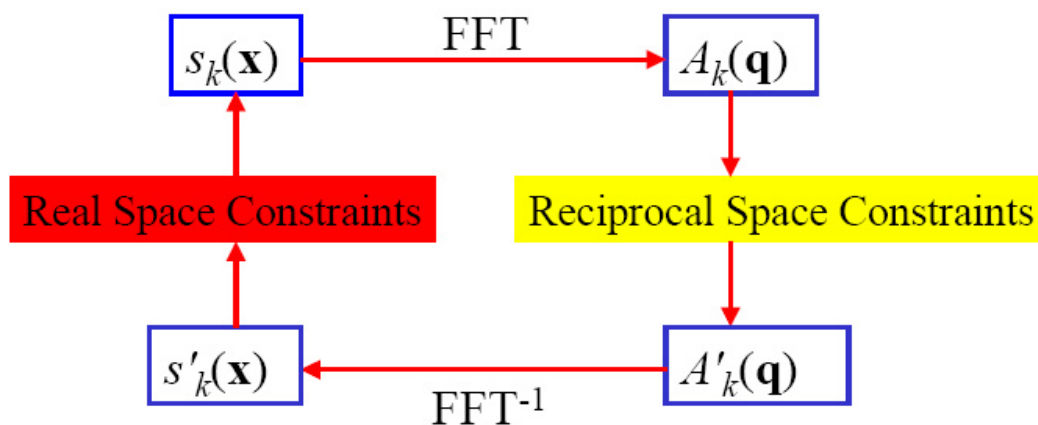 FFT
s_k(x)
A_k(q)
Real Space Constraints
Reciprocal Space Constraints
s'_k(x)
A'_k(q)
FFT^-1